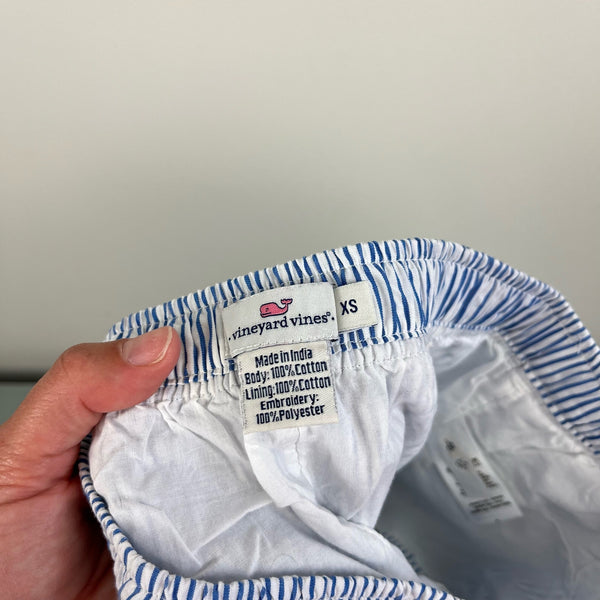 vineyard vines®
XS
Made in India
Body: 100% Cotton
Lining: 100% Cotton
Embroidery:
100% Polyester